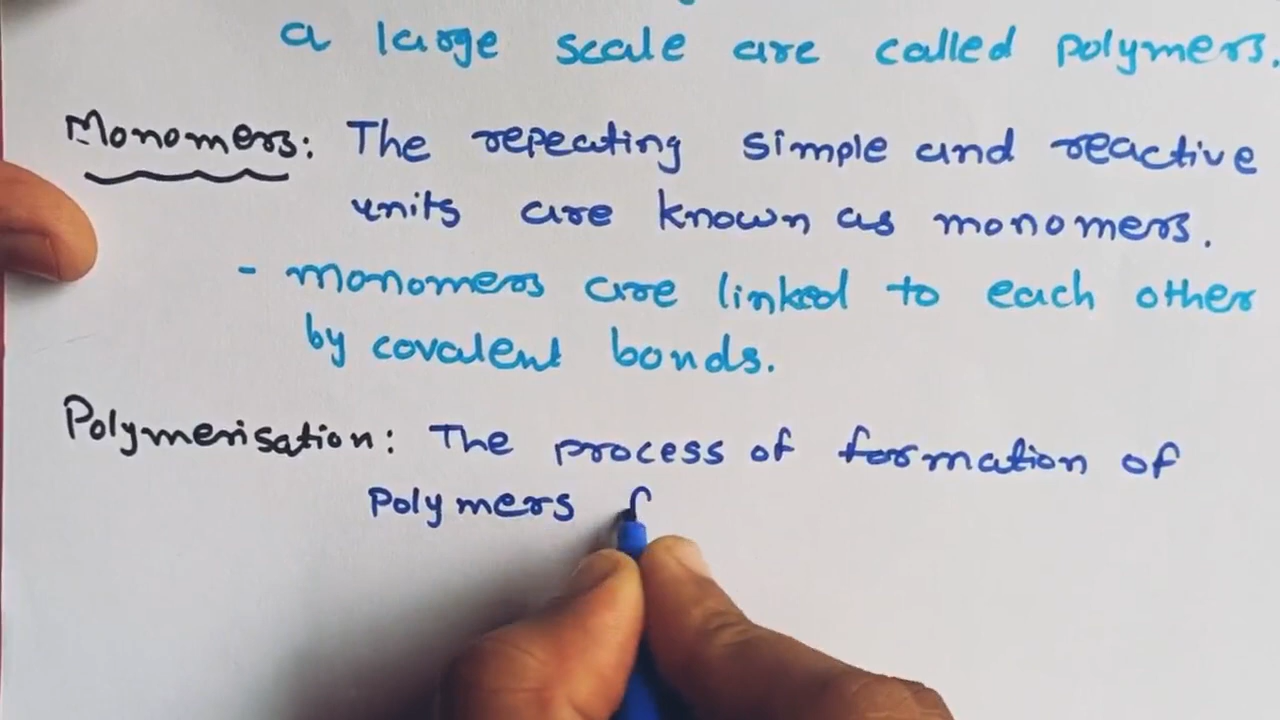 a large scale are called polymers.
Monomers: The repeating simple and reactive
units are known as monomers.
- monomers are linked to each other
by covalent bonds.
Polymerisation: The process of formation of
Polymers f